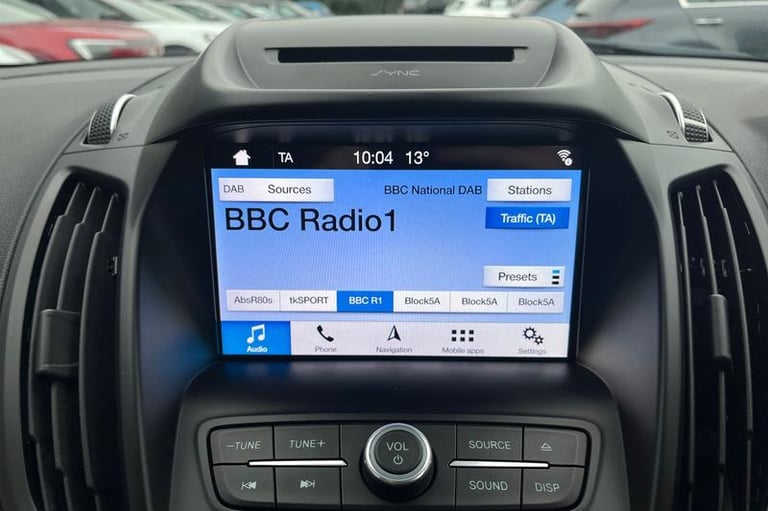 SYNC
TA 10:04 13°
DAB Sources BBC National DAB Stations
BBC Radio1 Traffic (TA)
Presets
AbsR80s tkSPORT BBC R1 Block5A Block5A Block5A
Audio Phone Navigation Mobile apps Settings
−TUNE TUNE+ VOL SOURCE
SOUND DISP